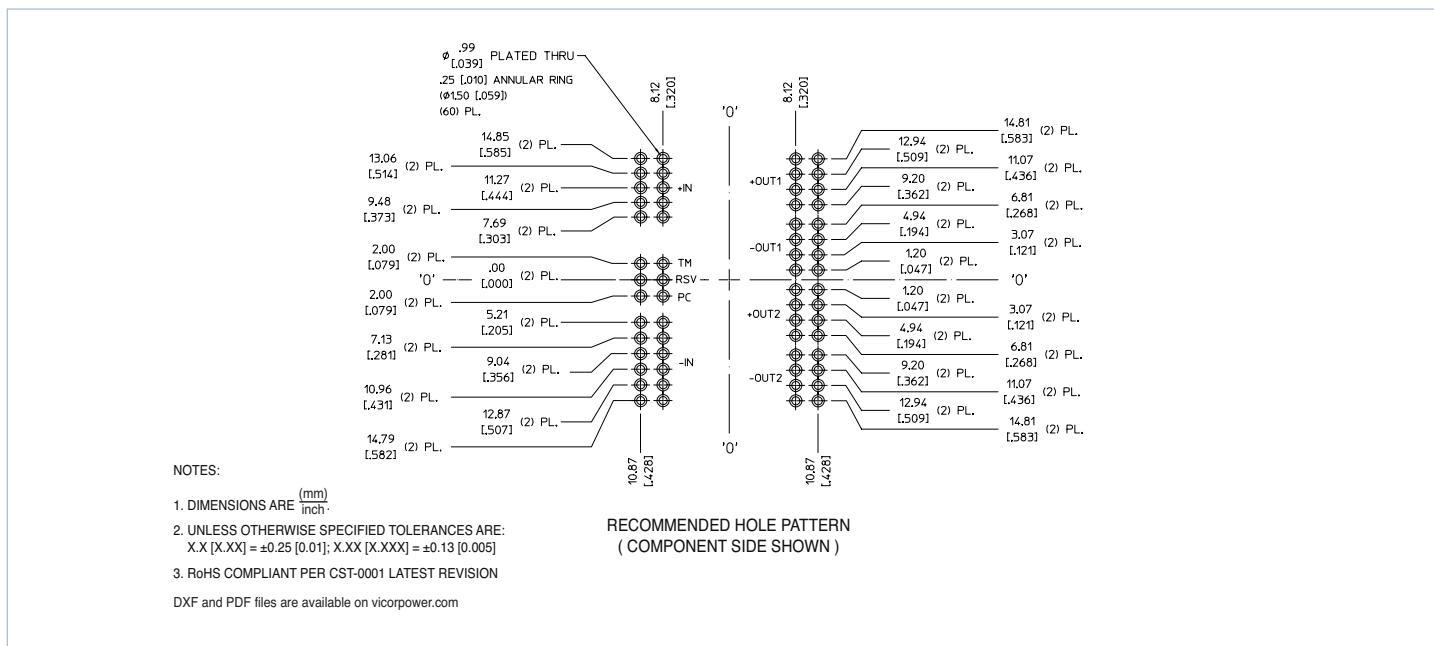 ø .99 PLATED THRU
[.039]
.25 [.010] ANNULAR RING
(ø1.50 [.059])
(60) PL.
8.12
[.320]
'0'
8.12
[.320]
14.85 (2) PL.
[.585]
13.06 (2) PL.
[.514]
11.27 (2) PL.
[.444]
9.48 (2) PL.
[.373]
7.69 (2) PL.
[.303]
2.00 (2) PL.
[.079]
'0'
.00 (2) PL.
[.000]
2.00 (2) PL.
[.079]
5.21 (2) PL.
[.205]
7.13 (2) PL.
[.281]
9.04 (2) PL.
[.356]
10.96 (2) PL.
[.431]
12.87 (2) PL.
[.507]
14.79 (2) PL.
[.582]
+IN
TM
RSV
PC
-IN
+OUT1
-OUT1
+OUT2
-OUT2
14.81 (2) PL.
[.583]
12.94 (2) PL.
[.509]
11.07 (2) PL.
[.436]
9.20 (2) PL.
[.362]
6.81 (2) PL.
[.268]
4.94 (2) PL.
[.194]
3.07 (2) PL.
[.121]
1.20 (2) PL.
[.047]
'0'
1.20 (2) PL.
[.047]
3.07 (2) PL.
[.121]
4.94 (2) PL.
[.194]
6.81 (2) PL.
[.268]
9.20 (2) PL.
[.362]
11.07 (2) PL.
[.436]
12.94 (2) PL.
[.509]
14.81 (2) PL.
[.583]
10.87
[.428]
'0'
10.87
[.428]
RECOMMENDED HOLE PATTERN
( COMPONENT SIDE SHOWN )
NOTES:
1. DIMENSIONS ARE (mm)/inch.
2. UNLESS OTHERWISE SPECIFIED TOLERANCES ARE:
X.X [X.XX] = ±0.25 [0.01]; X.XX [X.XXX] = ±0.13 [0.005]
3. RoHS COMPLIANT PER CST-0001 LATEST REVISION
DXF and PDF files are available on vicorpower.com